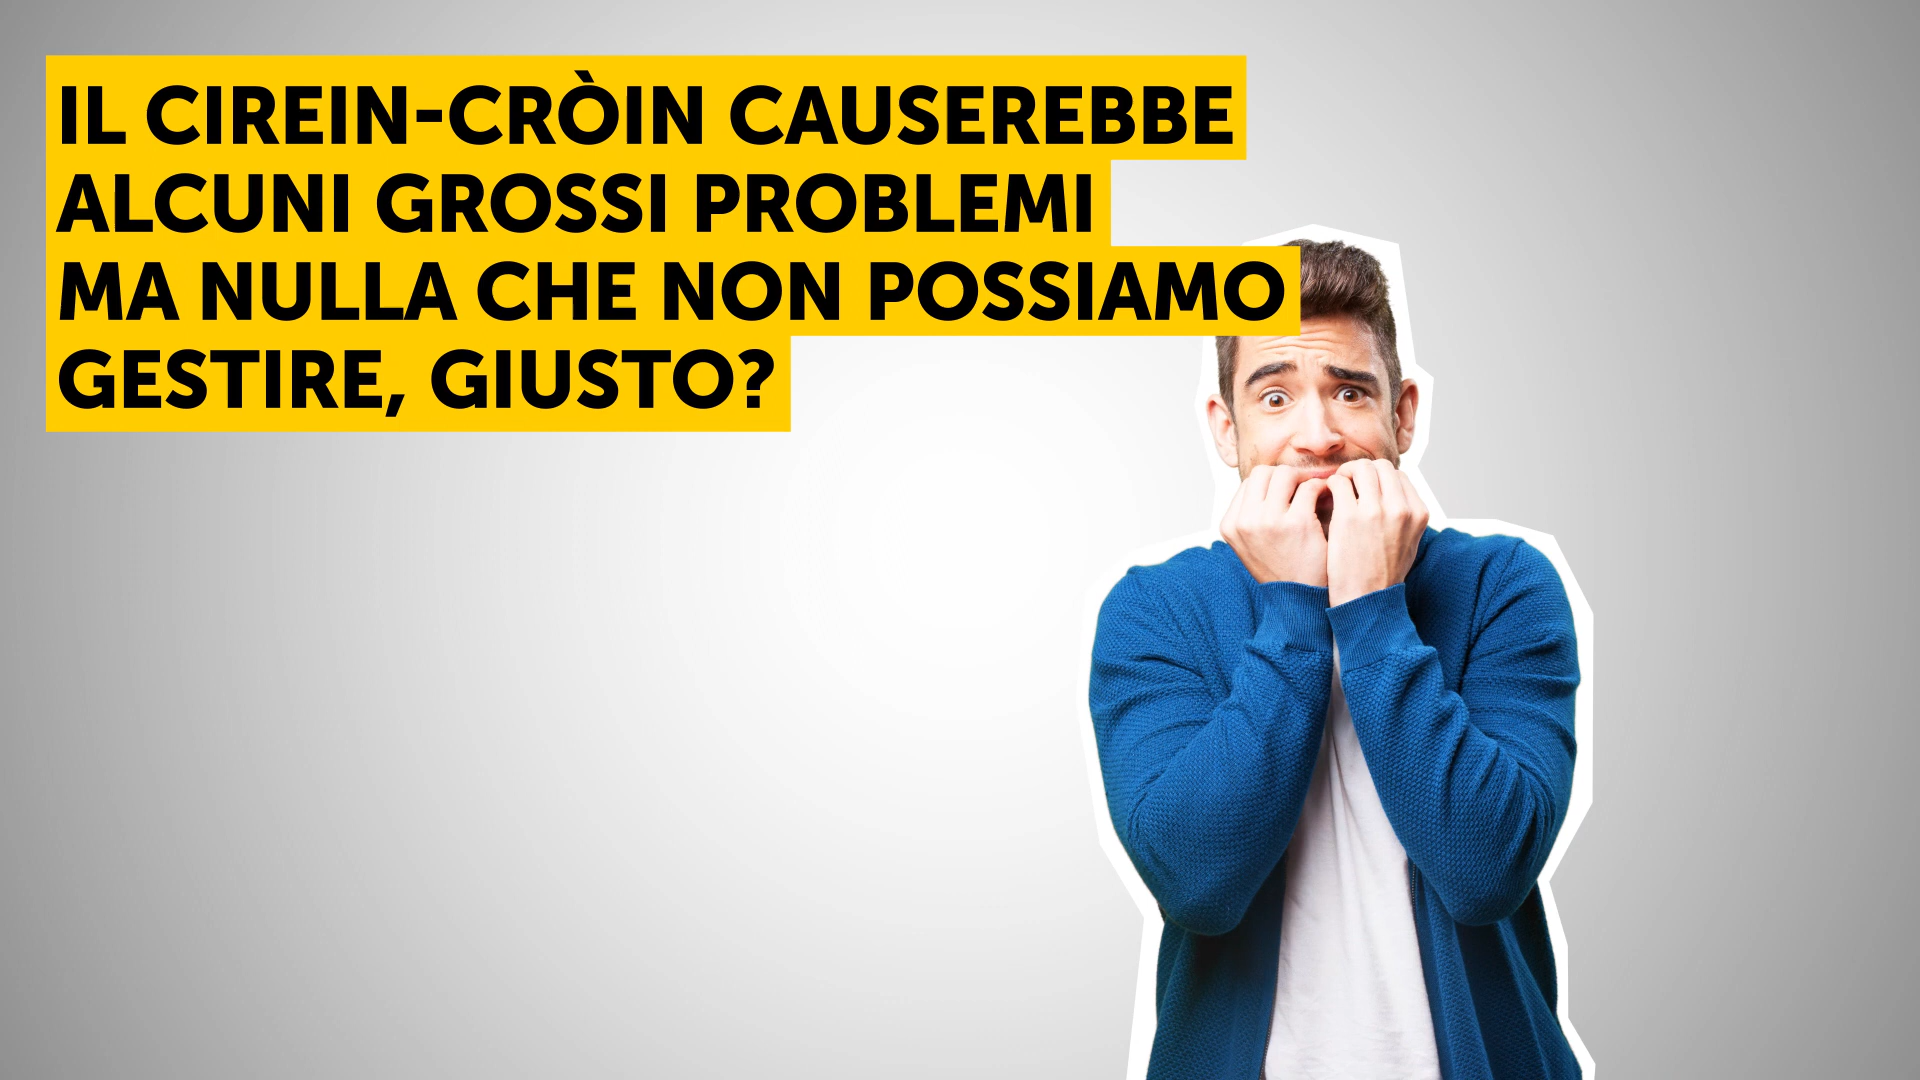 IL CIREIN-CRÒIN CAUSEREBBE
ALCUNI GROSSI PROBLEMI
MA NULLA CHE NON POSSIAMO
GESTIRE, GIUSTO?